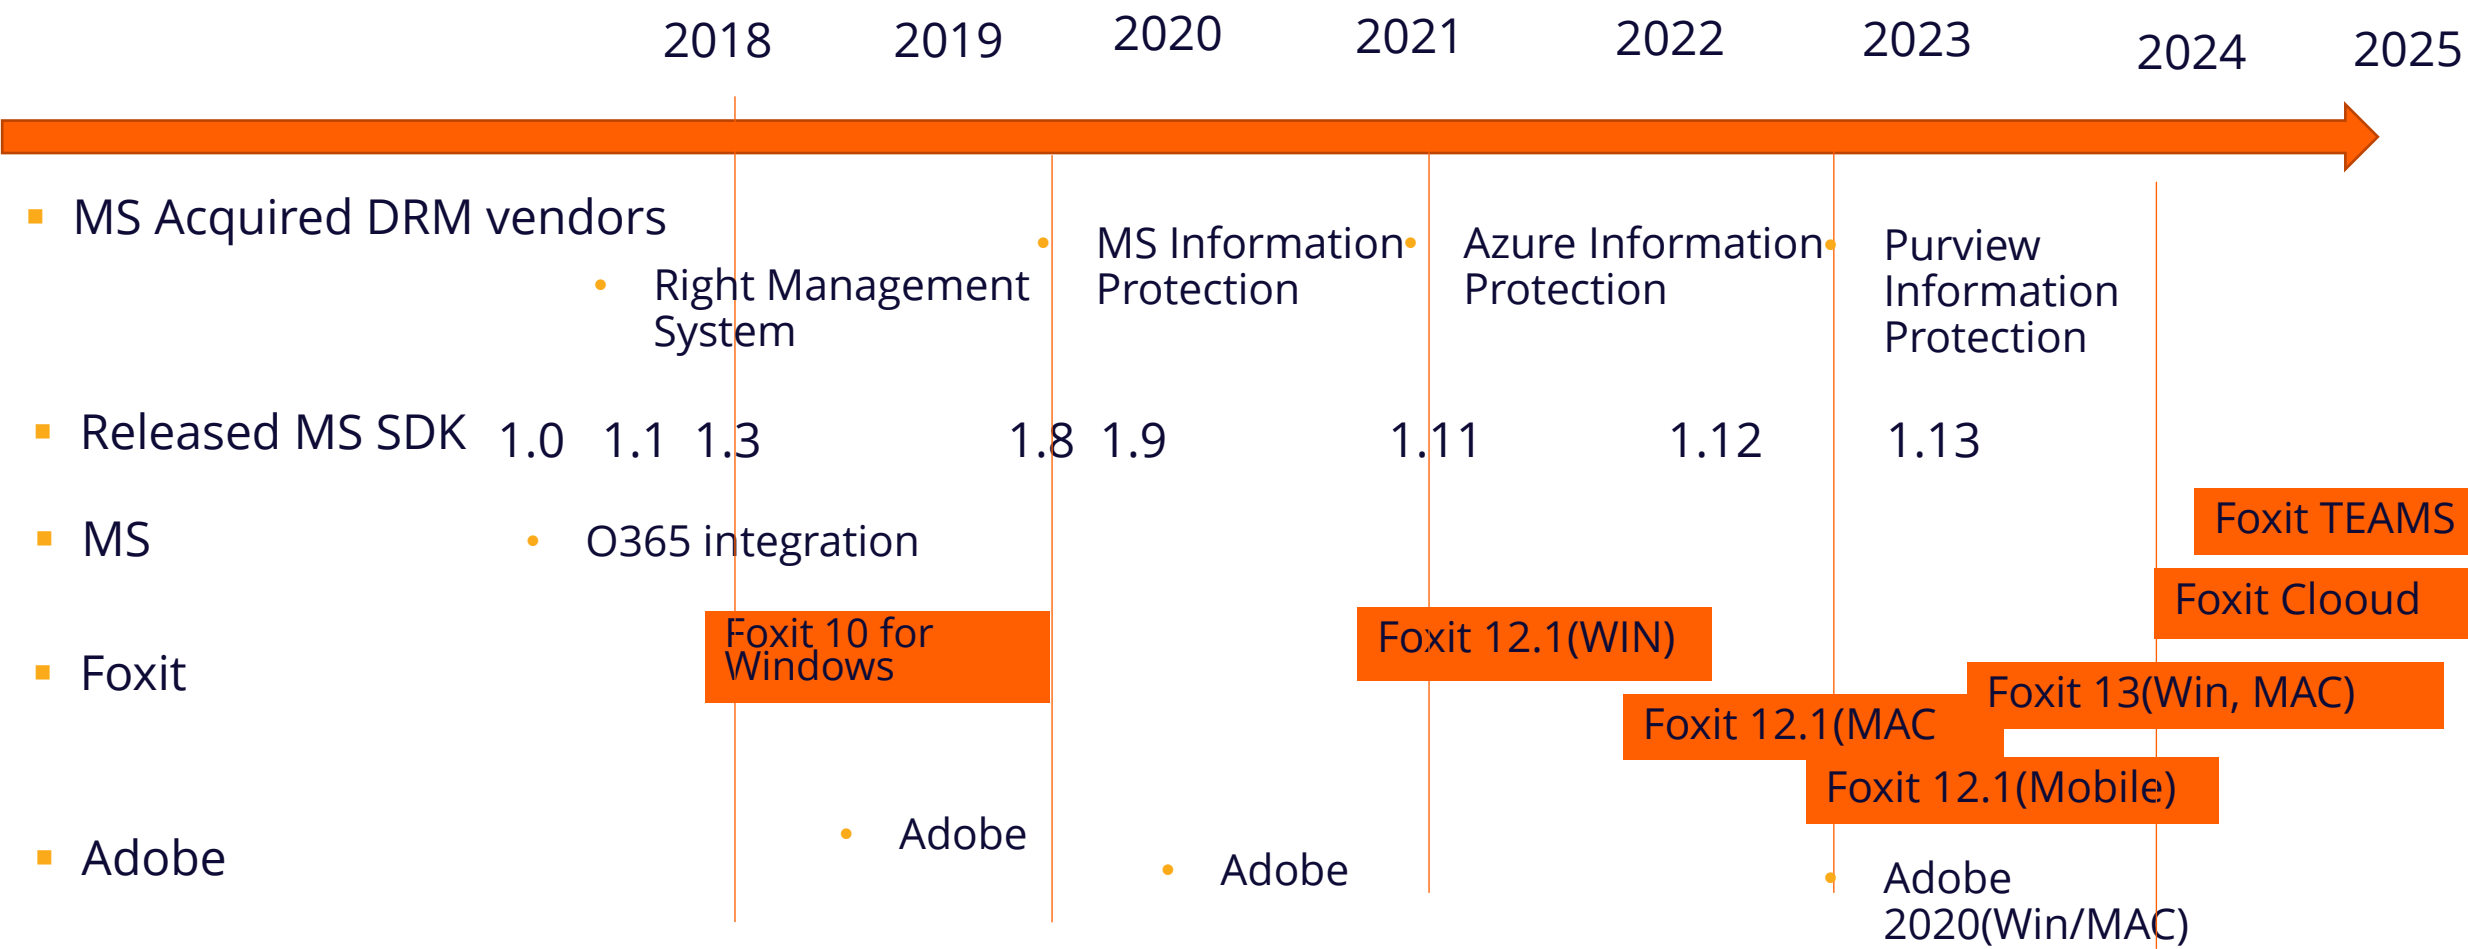 2018 2019 2020 2021 2022 2023 2024 2025
MS Acquired DRM vendors
Right Management
System
MS Information
Protection
Azure Information
Protection
Purview
Information
Protection
Released MS SDK 1.0 1.1 1.3 1.8 1.9 1.11 1.12 1.13
MS
O365 integration
Foxit TEAMS
Foxit Clooud
Foxit
Foxit 10 for
Windows
Foxit 12.1(WIN)
Foxit 13(Win, MAC)
Foxit 12.1(MAC
Foxit 12.1(Mobile)
Adobe
Adobe
Adobe
Adobe
2020(Win/MAC)